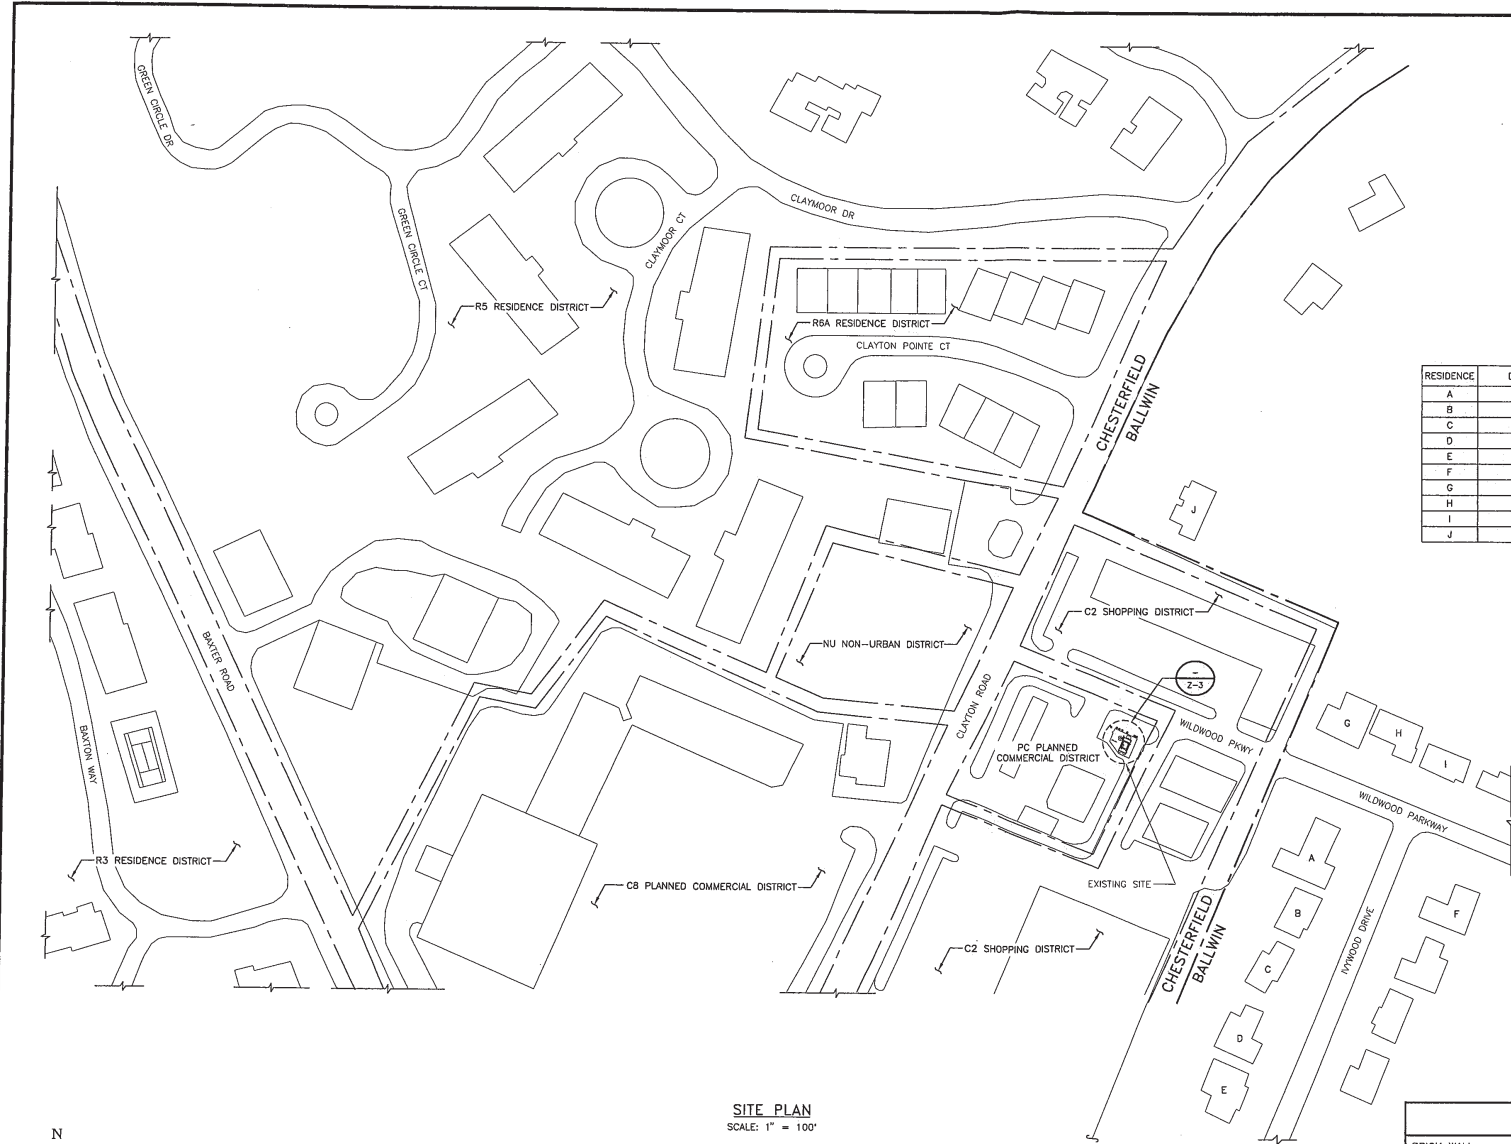 GREEN CIRCLE DR
GREEN CIRCLE CT
CLAYMOOR CT
CLAYMOOR DR
R5 RESIDENCE DISTRICT
R6A RESIDENCE DISTRICT
CLAYTON POINTE CT
CHESTERFIELD
BALLWIN
RESIDENCE
A
B
C
D
E
F
G
H
I
J
J
C2 SHOPPING DISTRICT
NU NON-URBAN DISTRICT
BAXTER ROAD
CLAYTON ROAD
-
Z-3
WILDWOOD PKWY
PC PLANNED
COMMERCIAL DISTRICT
BAXTON WAY
G
H
I
WILDWOOD PARKWAY
R3 RESIDENCE DISTRICT
C8 PLANNED COMMERCIAL DISTRICT
EXISTING SITE
A
B
C
D
E
F
IVYWOOD DRIVE
C2 SHOPPING DISTRICT
CHESTERFIELD
BALLWIN
SITE PLAN
SCALE: 1" = 100'
N